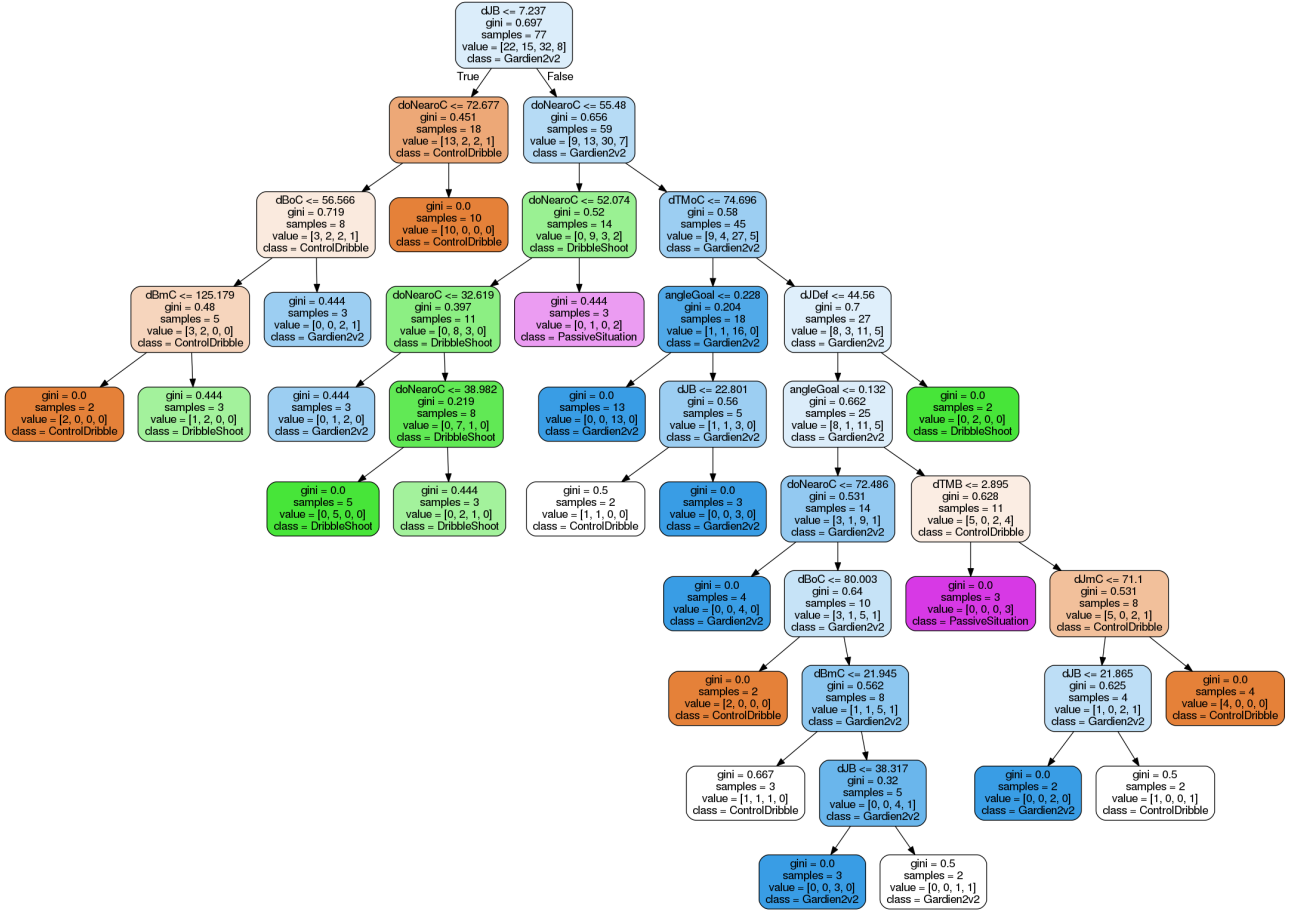 dJB <= 7.237
gini = 0.697
samples = 77
value = [22, 15, 32, 8]
class = Gardien2v2
True
False
doNearoC <= 72.677
gini = 0.451
samples = 18
value = [13, 2, 2, 1]
class = ControlDribble
doNearoC <= 55.48
gini = 0.656
samples = 59
value = [9, 13, 30, 7]
class = Gardien2v2
dBoC <= 56.566
gini = 0.719
samples = 8
value = [3, 2, 2, 1]
class = ControlDribble
gini = 0.0
samples = 10
value = [10, 0, 0, 0]
class = ControlDribble
doNearoC <= 52.074
gini = 0.52
samples = 14
value = [0, 9, 3, 2]
class = DribbleShoot
dTMoC <= 74.696
gini = 0.58
samples = 45
value = [9, 4, 27, 5]
class = Gardien2v2
dBmC <= 125.179
gini = 0.48
samples = 5
value = [3, 2, 0, 0]
class = ControlDribble
gini = 0.444
samples = 3
value = [0, 0, 2, 1]
class = Gardien2v2
doNearoC <= 32.619
gini = 0.397
samples = 11
value = [0, 8, 3, 0]
class = DribbleShoot
gini = 0.444
samples = 3
value = [0, 1, 0, 2]
class = PassiveSituation
angleGoal <= 0.228
gini = 0.204
samples = 18
value = [1, 1, 16, 0]
class = Gardien2v2
dJDef <= 44.56
gini = 0.7
samples = 27
value = [8, 3, 11, 5]
class = Gardien2v2
gini = 0.0
samples = 2
value = [2, 0, 0, 0]
class = ControlDribble
gini = 0.444
samples = 3
value = [1, 2, 0, 0]
class = DribbleShoot
gini = 0.444
samples = 3
value = [0, 1, 2, 0]
class = Gardien2v2
doNearoC <= 38.982
gini = 0.219
samples = 8
value = [0, 7, 1, 0]
class = DribbleShoot
gini = 0.0
samples = 13
value = [0, 0, 13, 0]
class = Gardien2v2
dJB <= 22.801
gini = 0.56
samples = 5
value = [1, 1, 3, 0]
class = Gardien2v2
angleGoal <= 0.132
gini = 0.662
samples = 25
value = [8, 1, 11, 5]
class = Gardien2v2
gini = 0.0
samples = 2
value = [0, 2, 0, 0]
class = DribbleShoot
gini = 0.0
samples = 5
value = [0, 5, 0, 0]
class = DribbleShoot
gini = 0.444
samples = 3
value = [0, 2, 1, 0]
class = DribbleShoot
gini = 0.5
samples = 2
value = [1, 1, 0, 0]
class = ControlDribble
gini = 0.0
samples = 3
value = [0, 0, 3, 0]
class = Gardien2v2
doNearoC <= 72.486
gini = 0.531
samples = 14
value = [3, 1, 9, 1]
class = Gardien2v2
dTMB <= 2.895
gini = 0.628
samples = 11
value = [5, 0, 2, 4]
class = ControlDribble
gini = 0.0
samples = 4
value = [0, 0, 4, 0]
class = Gardien2v2
dBoC <= 80.003
gini = 0.64
samples = 10
value = [3, 1, 5, 1]
class = Gardien2v2
gini = 0.0
samples = 3
value = [0, 0, 0, 3]
class = PassiveSituation
dJmC <= 71.1
gini = 0.531
samples = 8
value = [5, 0, 2, 1]
class = ControlDribble
gini = 0.0
samples = 2
value = [2, 0, 0, 0]
class = ControlDribble
dBmC <= 21.945
gini = 0.562
samples = 8
value = [1, 1, 5, 1]
class = Gardien2v2
dJB <= 21.865
gini = 0.625
samples = 4
value = [1, 0, 2, 1]
class = Gardien2v2
gini = 0.0
samples = 4
value = [4, 0, 0, 0]
class = ControlDribble
gini = 0.667
samples = 3
value = [1, 1, 1, 0]
class = ControlDribble
dJB <= 38.317
gini = 0.32
samples = 5
value = [0, 0, 4, 1]
class = Gardien2v2
gini = 0.0
samples = 2
value = [0, 0, 2, 0]
class = Gardien2v2
gini = 0.5
samples = 2
value = [1, 0, 0, 1]
class = ControlDribble
gini = 0.0
samples = 3
value = [0, 0, 3, 0]
class = Gardien2v2
gini = 0.5
samples = 2
value = [0, 0, 1, 1]
class = Gardien2v2